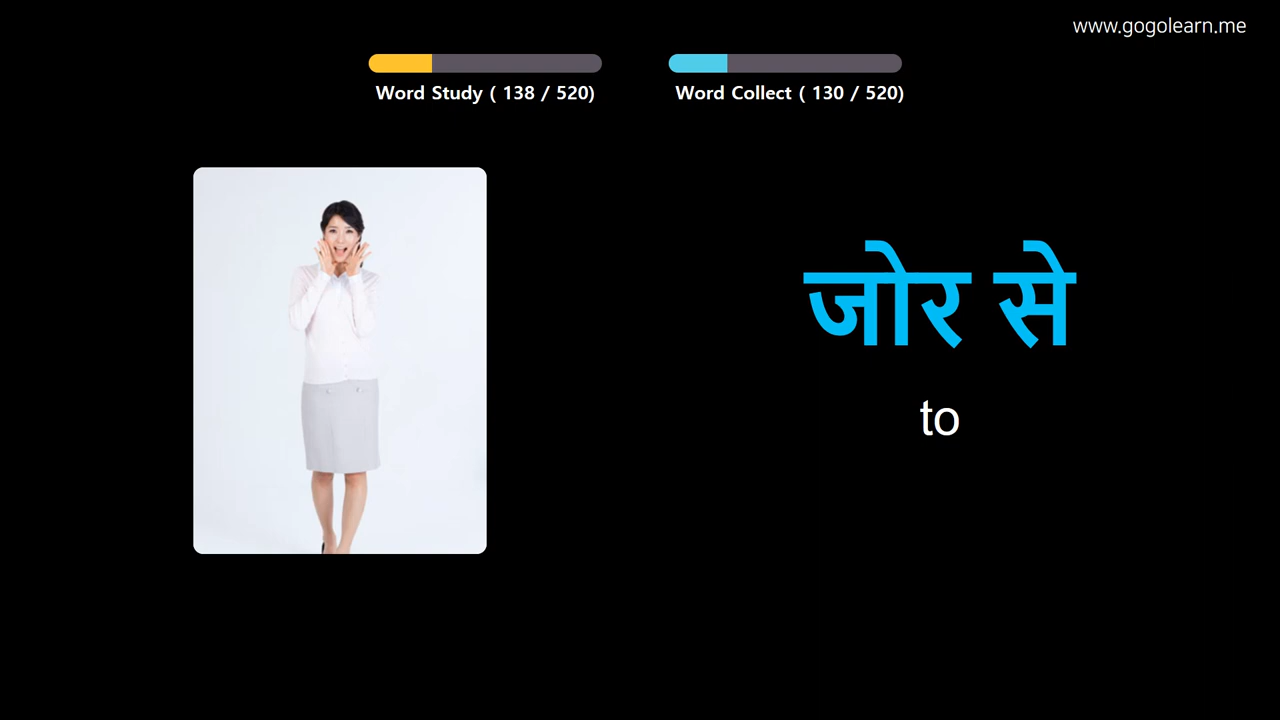 www.gogolearn.me
Word Study ( 138 / 520)
Word Collect ( 130 / 520)
जोर से
to